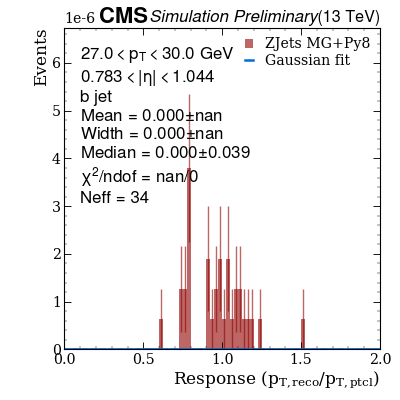 1e-6 CMS Simulation Preliminary (13 TeV)
Events
27.0 < pT < 30.0 GeV
0.783 < |η| < 1.044
b jet
Mean = 0.000±nan
Width = 0.000±nan
Median = 0.000±0.039
χ²/ndof = nan/0
Neff = 34
ZJets MG+Py8
Gaussian fit
6
5
4
3
2
1
0
0.0 0.5 1.0 1.5 2.0
Response (pT,reco/pT,ptcl)